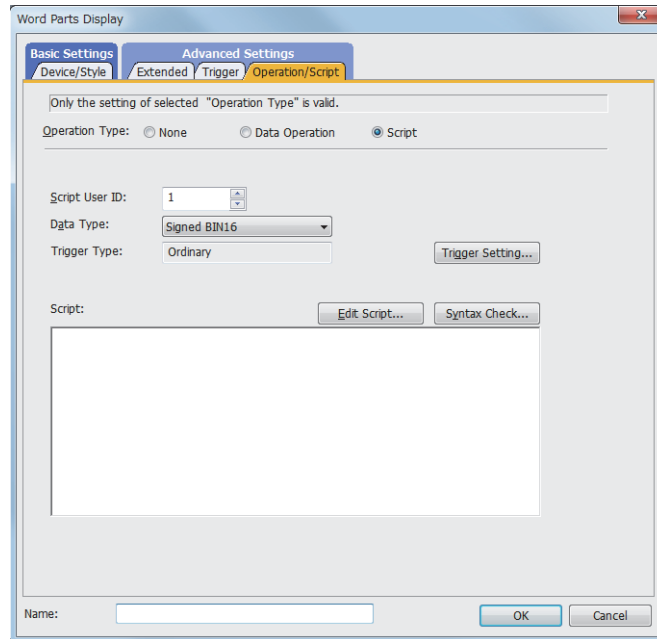 Word Parts Display
Basic Settings Advanced Settings
Device/Style Extended Trigger Operation/Script
Only the setting of selected "Operation Type" is valid.
Operation Type: None Data Operation Script
Script User ID: 1
Data Type: Signed BIN16
Trigger Type: Ordinary Trigger Setting...
Script: Edit Script... Syntax Check...
Name: OK Cancel